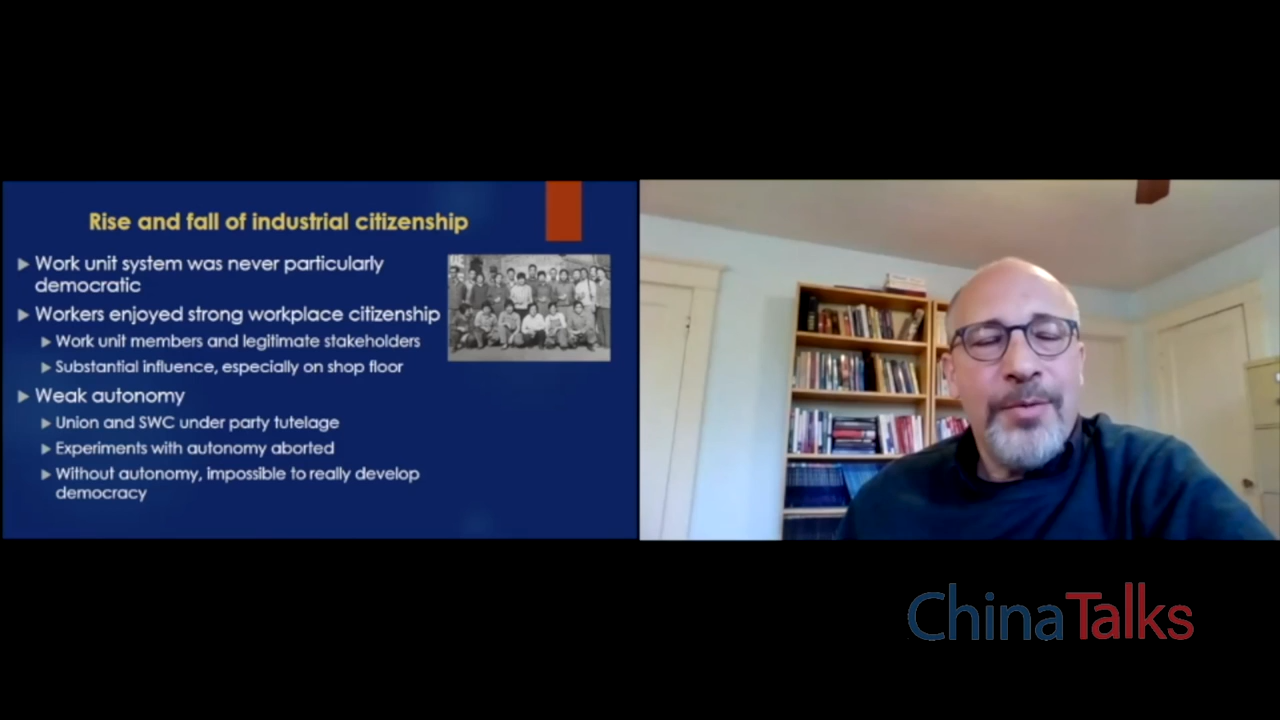 Rise and fall of industrial citizenship
Work unit system was never particularly
democratic
Workers enjoyed strong workplace citizenship
Work unit members and legitimate stakeholders
Substantial influence, especially on shop floor
Weak autonomy
Union and SWC under party tutelage
Experiments with autonomy aborted
Without autonomy, impossible to really develop
democracy
ChinaTalks